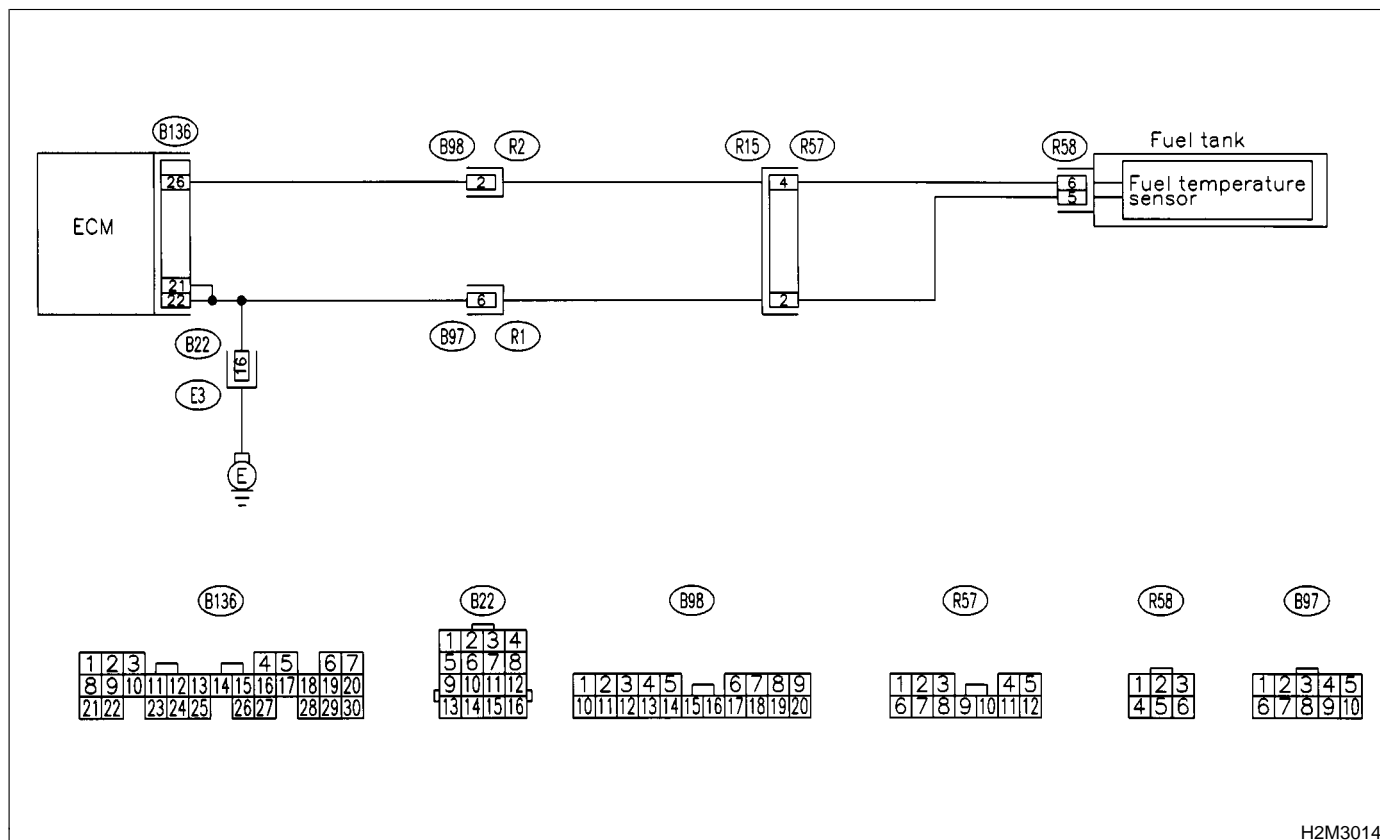 B136
B98 R2
R15 R57
R58
Fuel tank
26
2
4
6
Fuel temperature
sensor
5
ECM
21
22
6
2
B97 R1
B22
16
E3
E
B136 B22 B98 R57 R58 B97
1 2 3 4 5 6 7
8 9 10 11 12 13 14 15 16 17 18 19 20
21 22 23 24 25 26 27 28 29 30
1 2 3 4
5 6 7 8
9 10 11 12
13 14 15 16
1 2 3 4 5 6 7 8 9
10 11 12 13 14 15 16 17 18 19 20
1 2 3 4 5
6 7 8 9 10 11 12
1 2 3
4 5 6
1 2 3 4 5
6 7 8 9 10
H2M3014